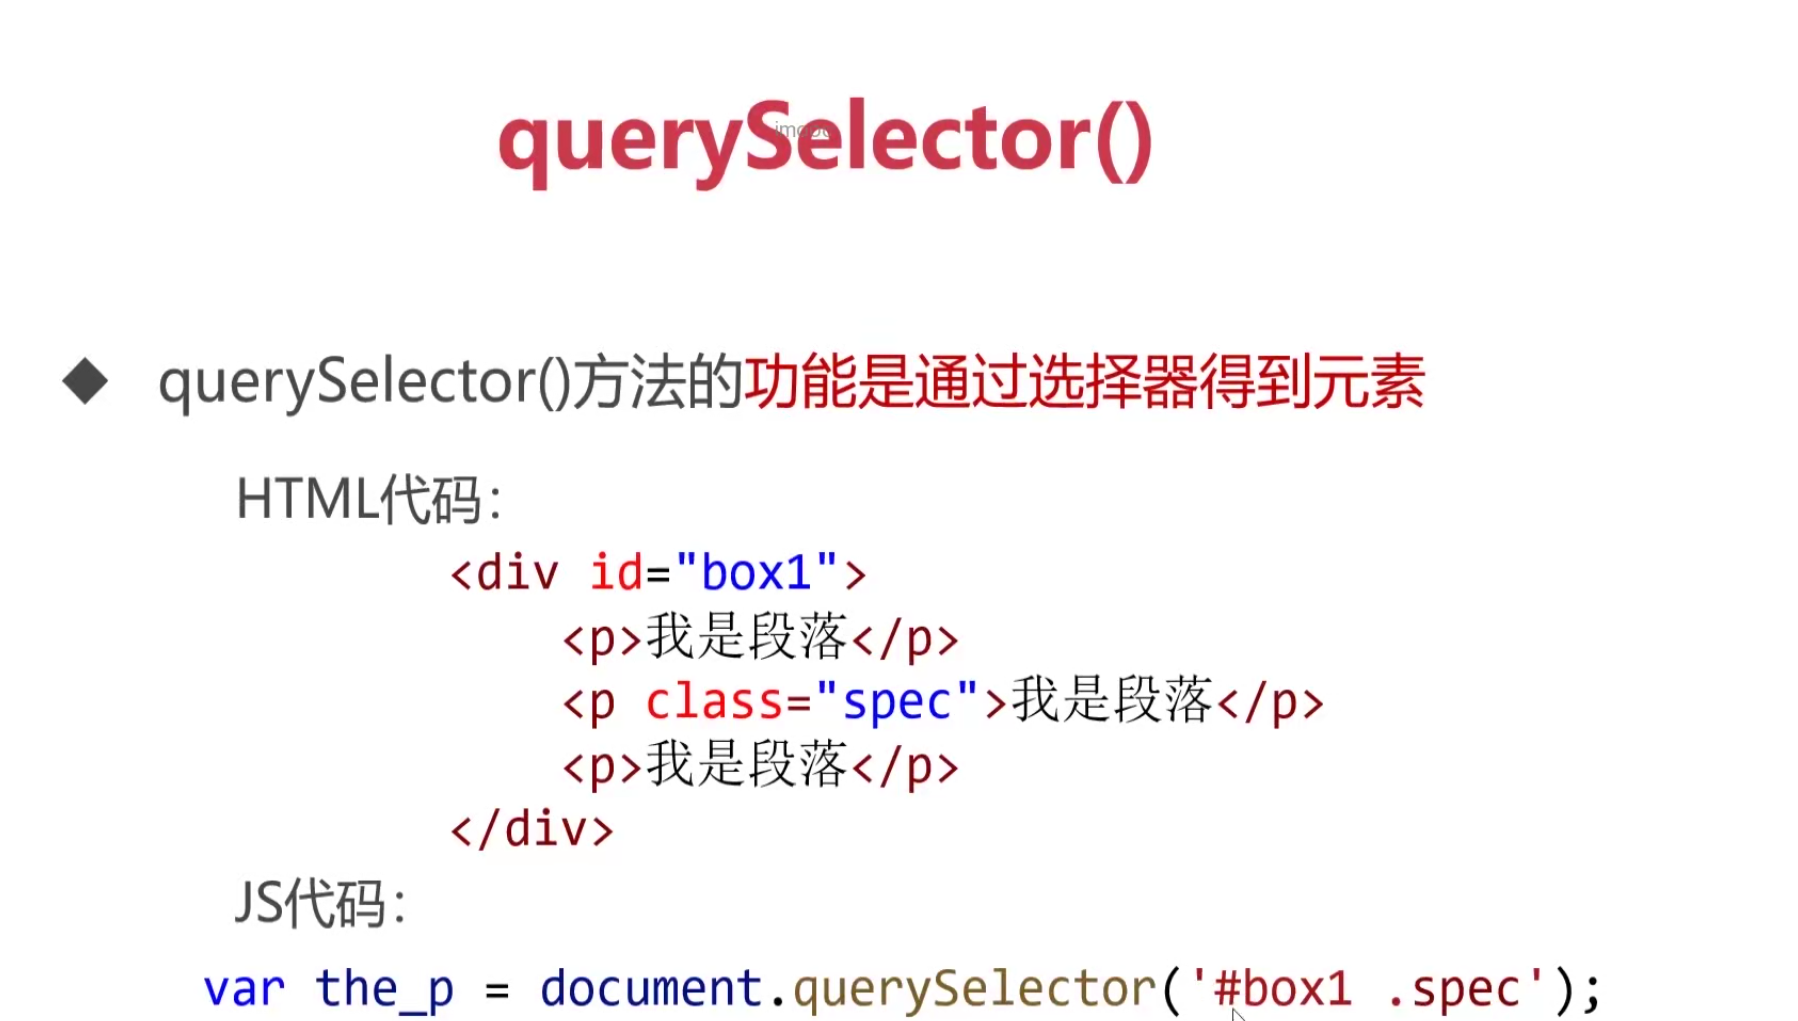 querySelector()
querySelector()方法的功能是通过选择器得到元素
HTML代码：
<div id="box1">
<p>我是段落</p>
<p class="spec">我是段落</p>
<p>我是段落</p>
</div>
JS代码：
var the_p = document.querySelector('#box1 .spec');